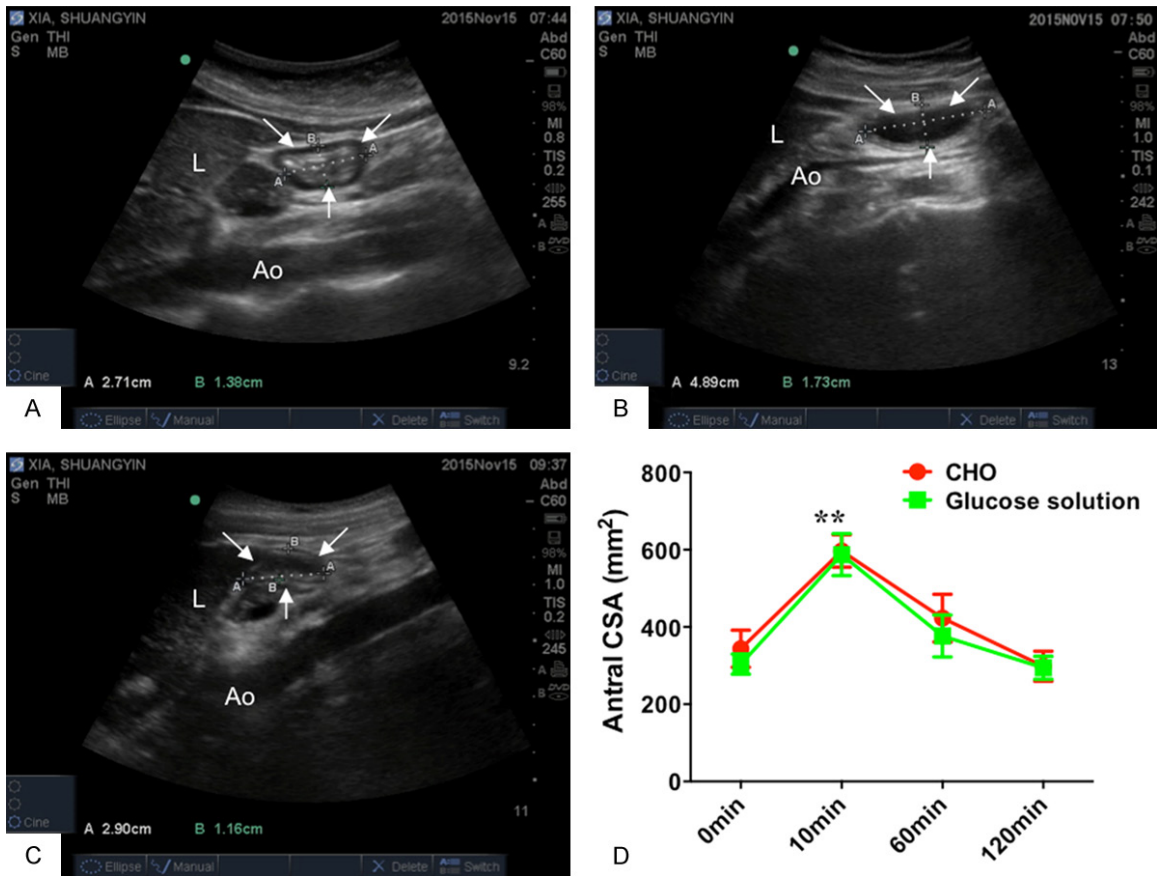 XIA, SHUANGYIN 2015Nov15 07:44
Gen THI Abd
S MB C60
98%
MI
0.8
TIS
0.2
255
A
B DVD
B
A A
L
Ao
9.2
Cine
A 2.71cm B 1.38cm
Ellipse Manual Delete Switch
A
XIA, SHUANGYIN 2015NOV15 07:50
Gen THI Abd
S MB C60
98%
MI
1.0
TIS
0.1
242
A
B DVD
B
A A
L
Ao
13
Cine
A 4.89cm B 1.73cm
Ellipse Manual Delete Switch
B
XIA, SHUANGYIN 2015Nov15 09:37
Gen THI Abd
S MB C60
98%
MI
1.0
TIS
0.2
245
A
B DVD
B
A A
B
L
Ao
11
Cine
A 2.90cm B 1.16cm
Ellipse Manual Delete Switch
C
CHO
Glucose solution
**
Antral CSA (mm²)
800
600
400
200
0
0min 10min 60min 120min
D